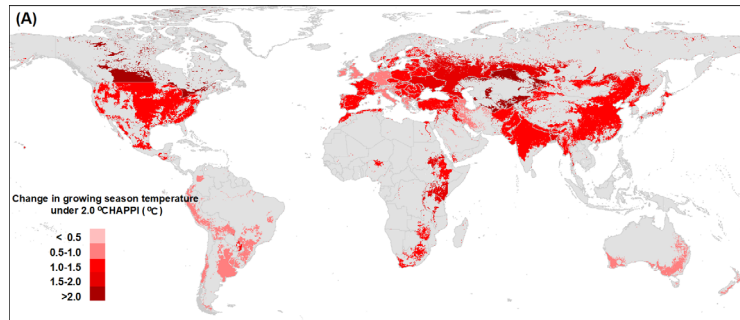 (A)
Change in growing season temperature
under 2.0 ⁰CHAPPI (⁰C)
< 0.5
0.5-1.0
1.0-1.5
1.5-2.0
>2.0